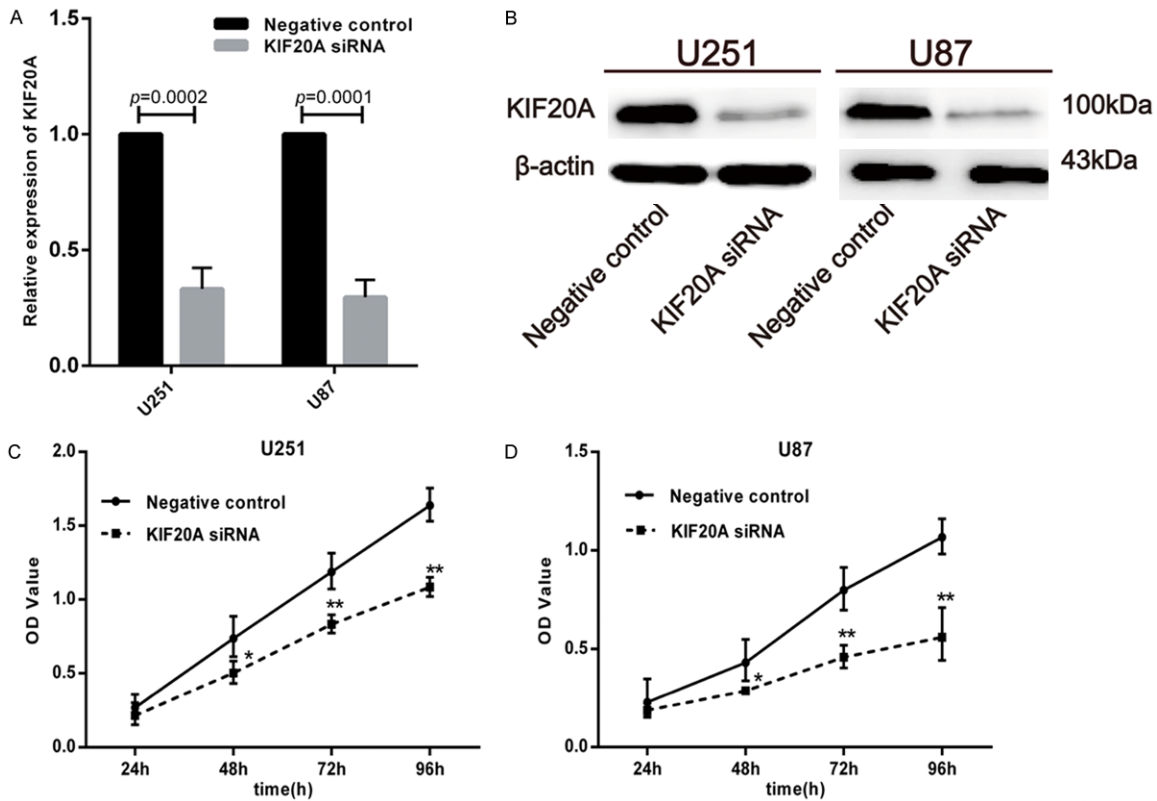 A
1.5
1.0
0.5
0.0
Relative expression of KIF20A
Negative control
KIF20A siRNA
p=0.0002
p=0.0001
U251
U87
B
U251
U87
KIF20A
100kDa
β-actin
43kDa
Negative control
KIF20A siRNA
Negative control
KIF20A siRNA
C
U251
2.0
1.5
1.0
0.5
0.0
OD Value
Negative control
KIF20A siRNA
*
**
**
24h
48h
72h
96h
time(h)
D
U87
1.5
1.0
0.5
0.0
OD Value
Negative control
KIF20A siRNA
*
**
**
24h
48h
72h
96h
time(h)